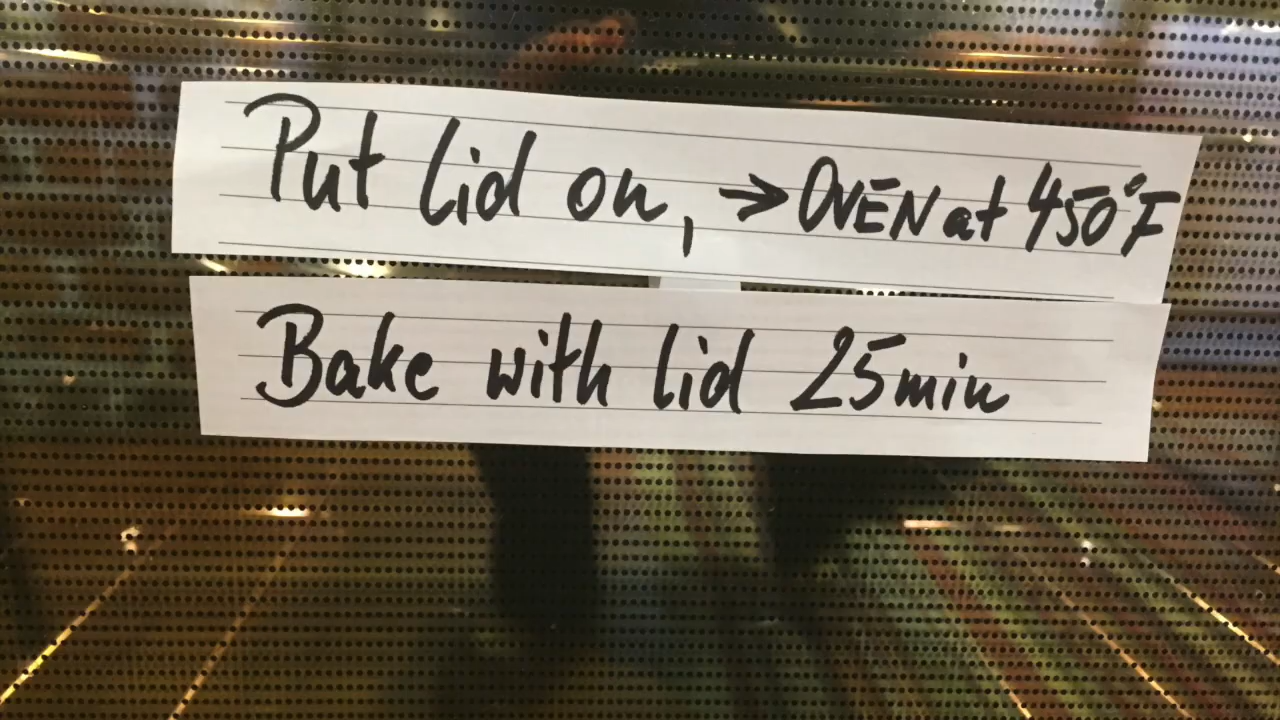 Put lid on, → OVEN at 450°F
Bake with lid 25min